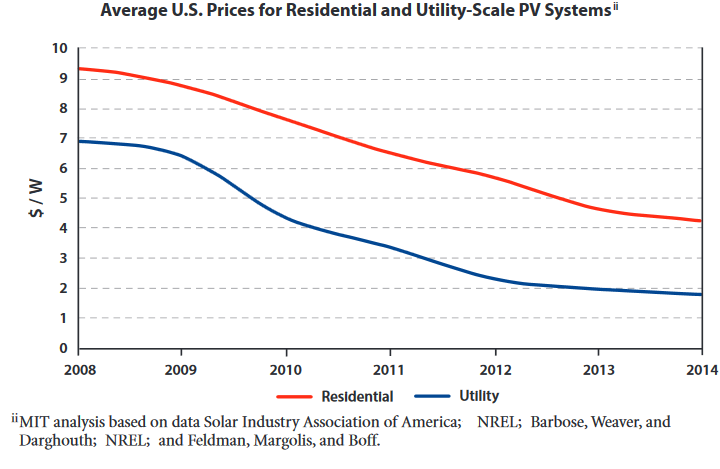 Average U.S. Prices for Residential and Utility-Scale PV Systems ii
10
9
8
7
6
5
4
3
2
1
0
$ / W
2008 2009 2010 2011 2012 2013 2014
Residential Utility
ii MIT analysis based on data Solar Industry Association of America; NREL; Barbose, Weaver, and
Darghouth; NREL; and Feldman, Margolis, and Boff.